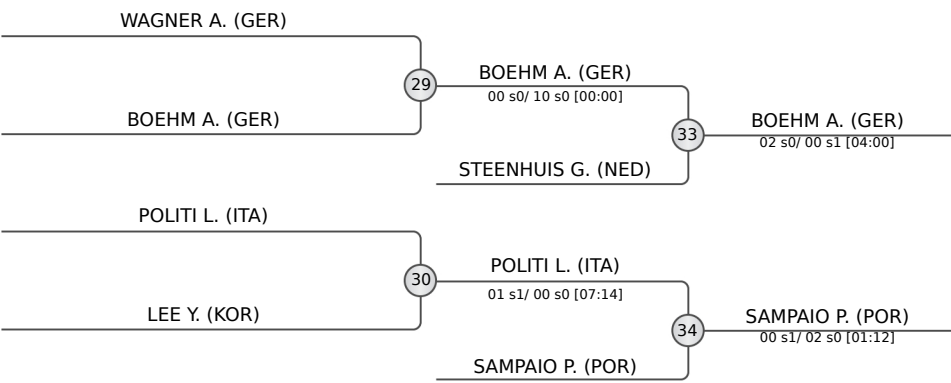 WAGNER A. (GER)
29
BOEHM A. (GER)
00 s0/ 10 s0 [00:00]
BOEHM A. (GER)
33
BOEHM A. (GER)
02 s0/ 00 s1 [04:00]
STEENHUIS G. (NED)
POLITI L. (ITA)
30
POLITI L. (ITA)
01 s1/ 00 s0 [07:14]
LEE Y. (KOR)
34
SAMPAIO P. (POR)
00 s1/ 02 s0 [01:12]
SAMPAIO P. (POR)